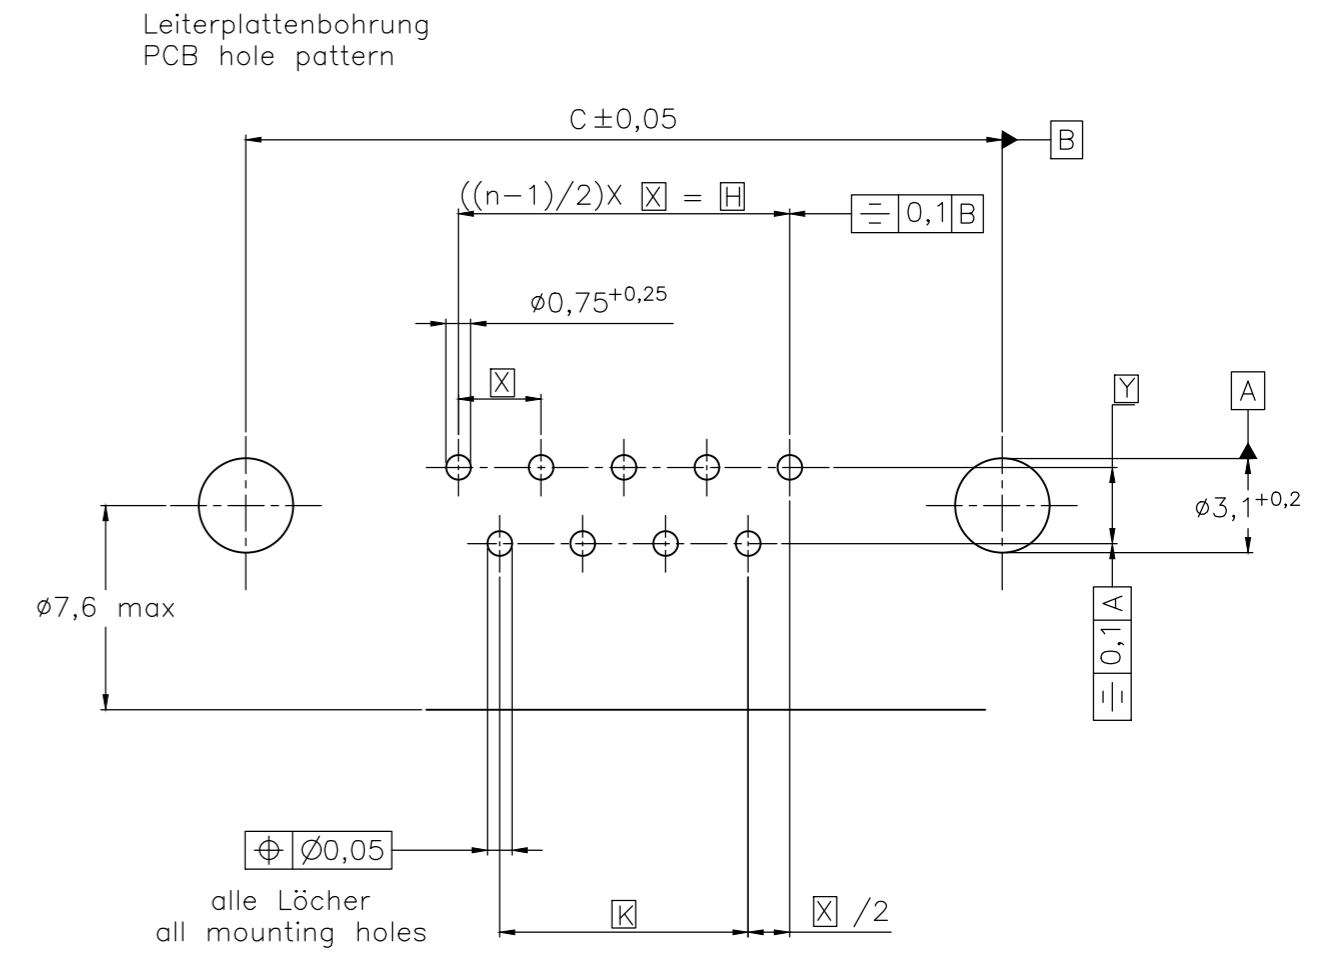 Leiterplattenbohrung
PCB hole pattern
C±0,05
B
((n-1)/2)X X = H
0,1 B
ø0,75+0,25
X
Y
A
ø3,1+0,2
ø7,6 max
0,1 A
Ø0,05
alle Löcher
all mounting holes
K
X /2